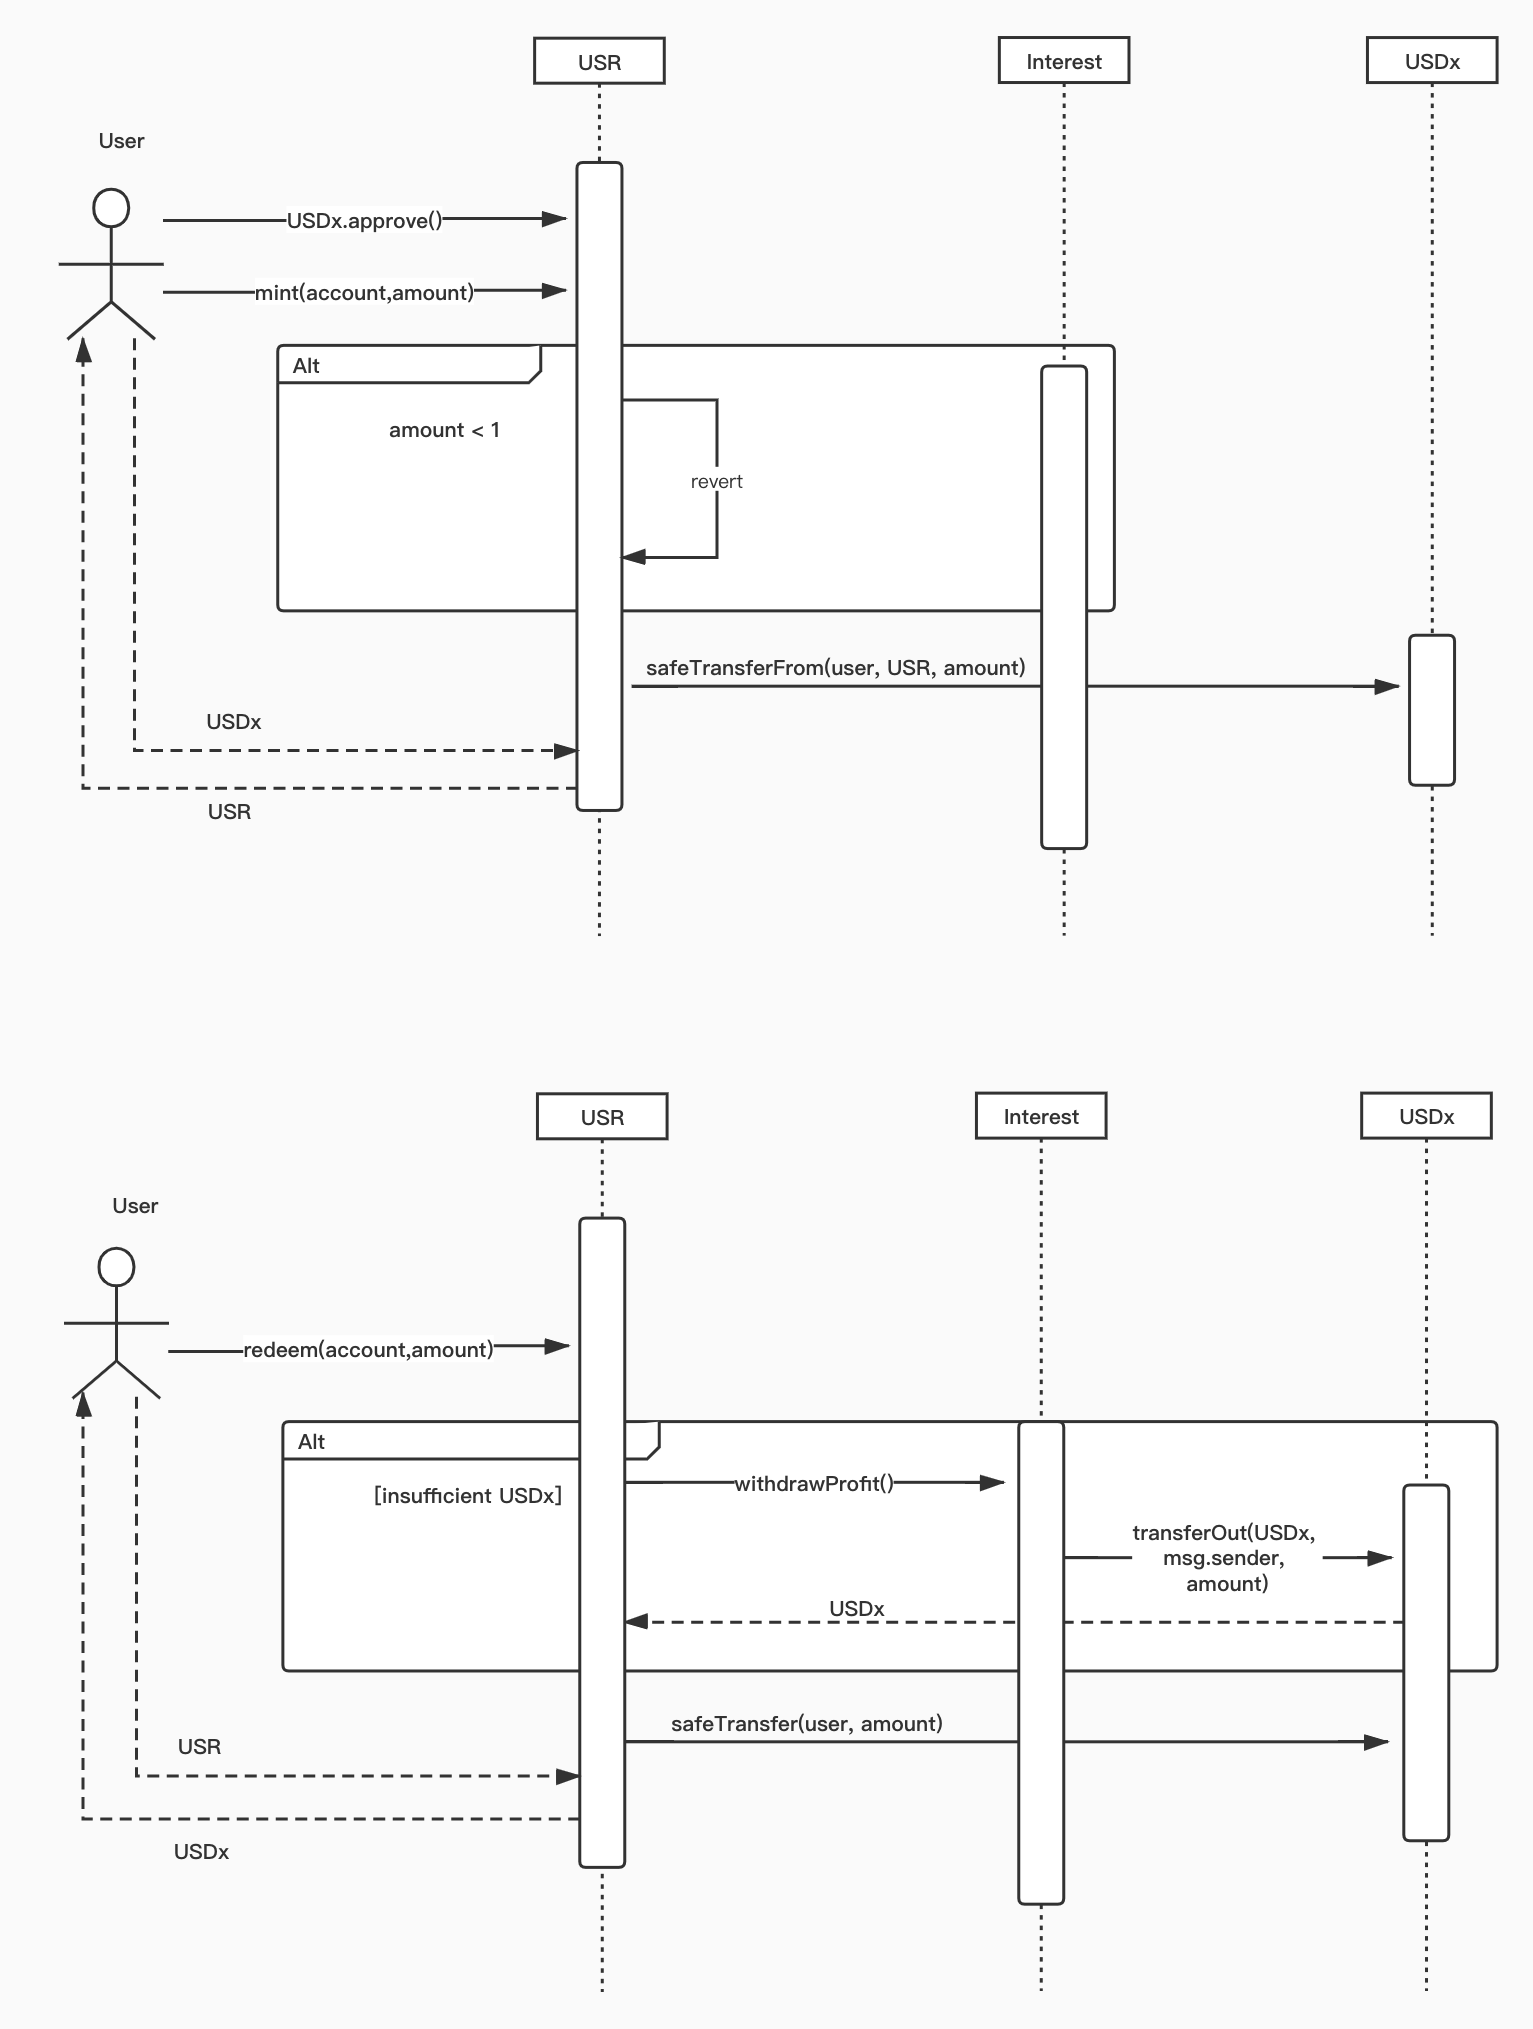 USR
Interest
USDx
User
USDx.approve()
mint(account,amount)
Alt
amount < 1
revert
safeTransferFrom(user, USR, amount)
USDx
USR
USR
Interest
USDx
User
redeem(account,amount)
Alt
[insufficient USDx]
withdrawProfit()
transferOut(USDx,
msg.sender,
amount)
USDx
safeTransfer(user, amount)
USR
USDx